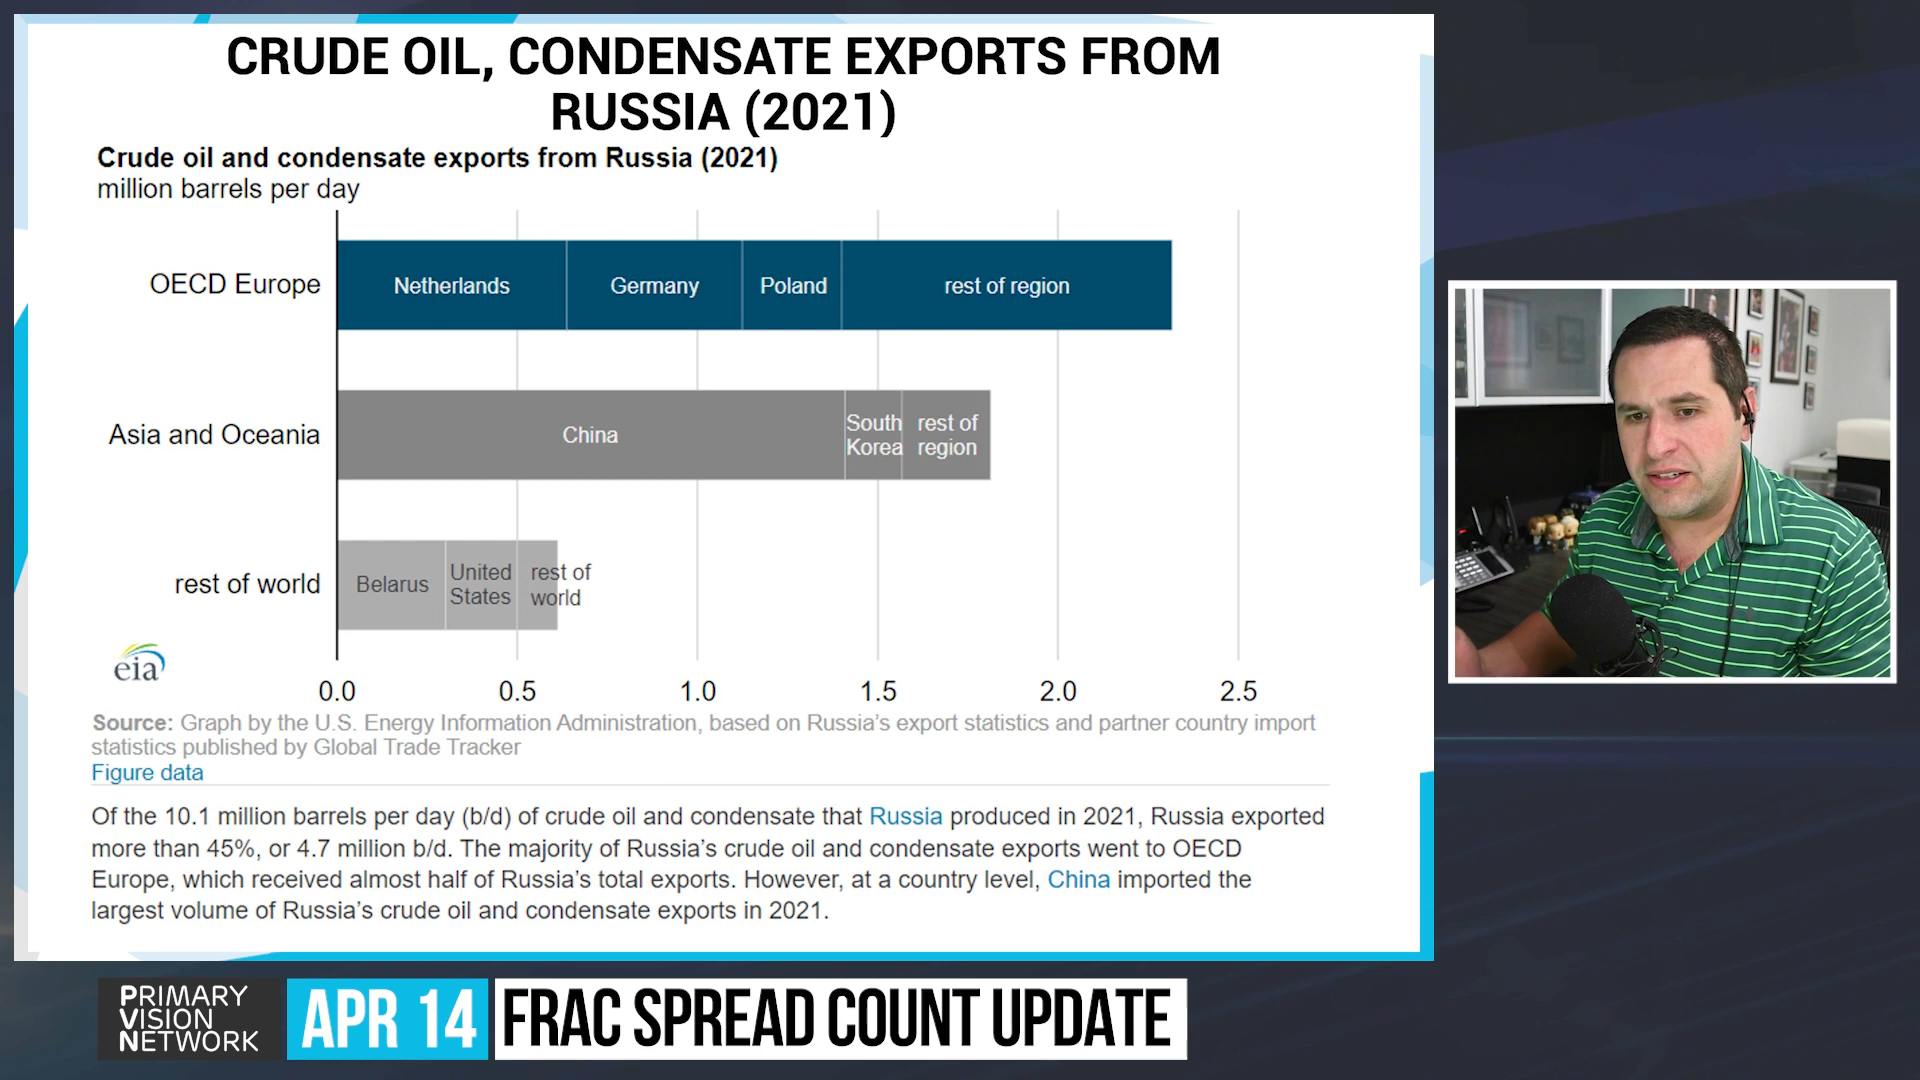 CRUDE OIL, CONDENSATE EXPORTS FROM
RUSSIA (2021)
Crude oil and condensate exports from Russia (2021)
million barrels per day
OECD Europe
Netherlands
Germany
Poland
rest of region
Asia and Oceania
China
South
Korea
rest of
region
rest of world
Belarus
United
States
rest of
world
eia
0.0 0.5 1.0 1.5 2.0 2.5
Source: Graph by the U.S. Energy Information Administration, based on Russia's export statistics and partner country import
statistics published by Global Trade Tracker
Figure data
Of the 10.1 million barrels per day (b/d) of crude oil and condensate that Russia produced in 2021, Russia exported
more than 45%, or 4.7 million b/d. The majority of Russia's crude oil and condensate exports went to OECD
Europe, which received almost half of Russia's total exports. However, at a country level, China imported the
largest volume of Russia's crude oil and condensate exports in 2021.
PRIMARY
VISION
NETWORK
APR 14
FRAC SPREAD COUNT UPDATE